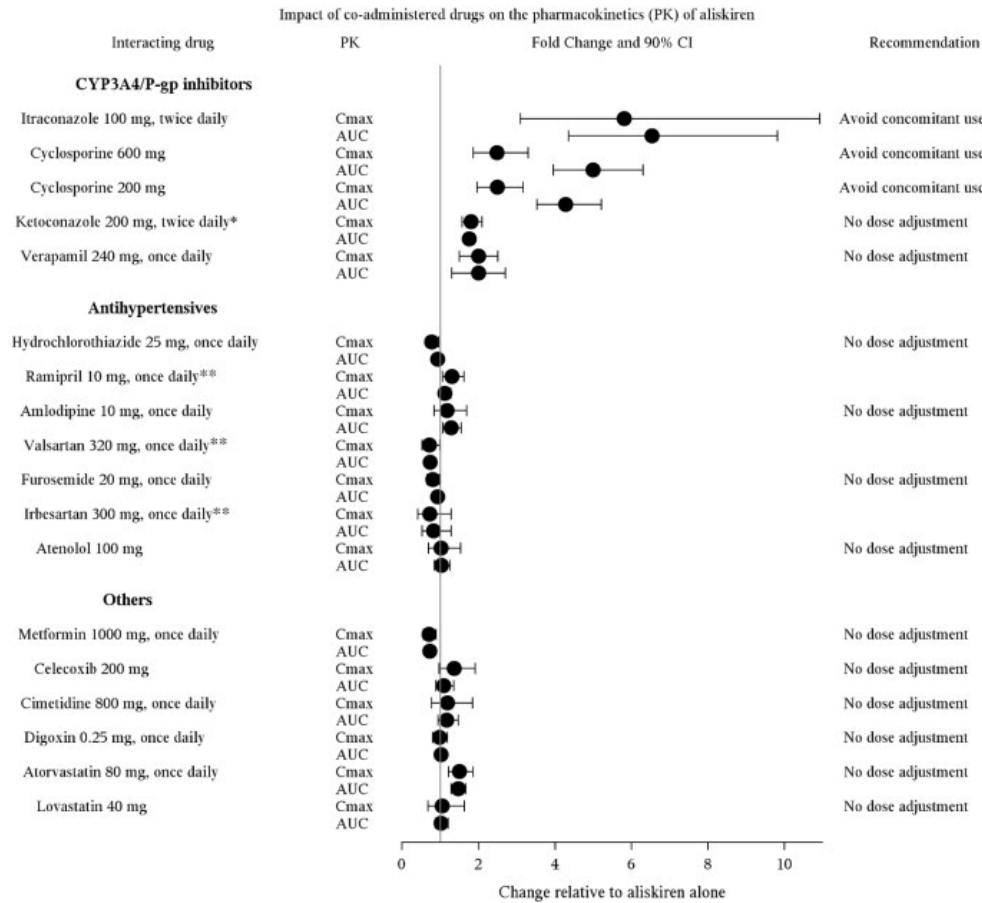 Impact of co-administered drugs on the pharmacokinetics (PK) of aliskiren
Interacting drug PK Fold Change and 90% CI Recommendation
CYP3A4/P-gp inhibitors
Itraconazole 100 mg, twice daily Cmax Avoid concomitant use
AUC
Cyclosporine 600 mg Cmax Avoid concomitant use
AUC
Cyclosporine 200 mg Cmax Avoid concomitant use
AUC
Ketoconazole 200 mg, twice daily* Cmax No dose adjustment
AUC
Verapamil 240 mg, once daily Cmax No dose adjustment
AUC
Antihypertensives
Hydrochlorothiazide 25 mg, once daily Cmax No dose adjustment
AUC
Ramipril 10 mg, once daily** Cmax
AUC
Amlodipine 10 mg, once daily Cmax No dose adjustment
AUC
Valsartan 320 mg, once daily** Cmax
AUC
Furosemide 20 mg, once daily Cmax No dose adjustment
AUC
Irbesartan 300 mg, once daily** Cmax
AUC
Atenolol 100 mg Cmax No dose adjustment
AUC
Others
Metformin 1000 mg, once daily Cmax No dose adjustment
AUC
Celecoxib 200 mg Cmax No dose adjustment
AUC
Cimetidine 800 mg, once daily Cmax No dose adjustment
AUC
Digoxin 0.25 mg, once daily Cmax No dose adjustment
AUC
Atorvastatin 80 mg, once daily Cmax No dose adjustment
AUC
Lovastatin 40 mg Cmax No dose adjustment
AUC
0 2 4 6 8 10
Change relative to aliskiren alone